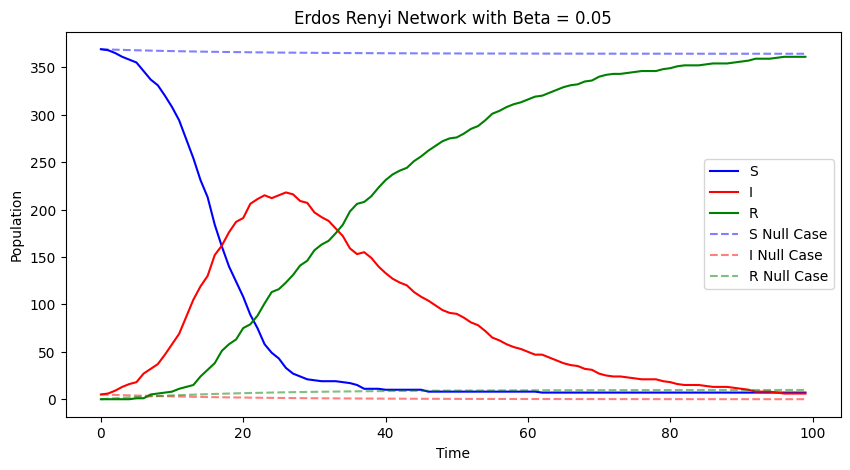 Erdos Renyi Network with Beta = 0.05
Population
350
300
250
200
150
100
50
0
S
I
R
S Null Case
I Null Case
R Null Case
0
20
40
60
80
100
Time